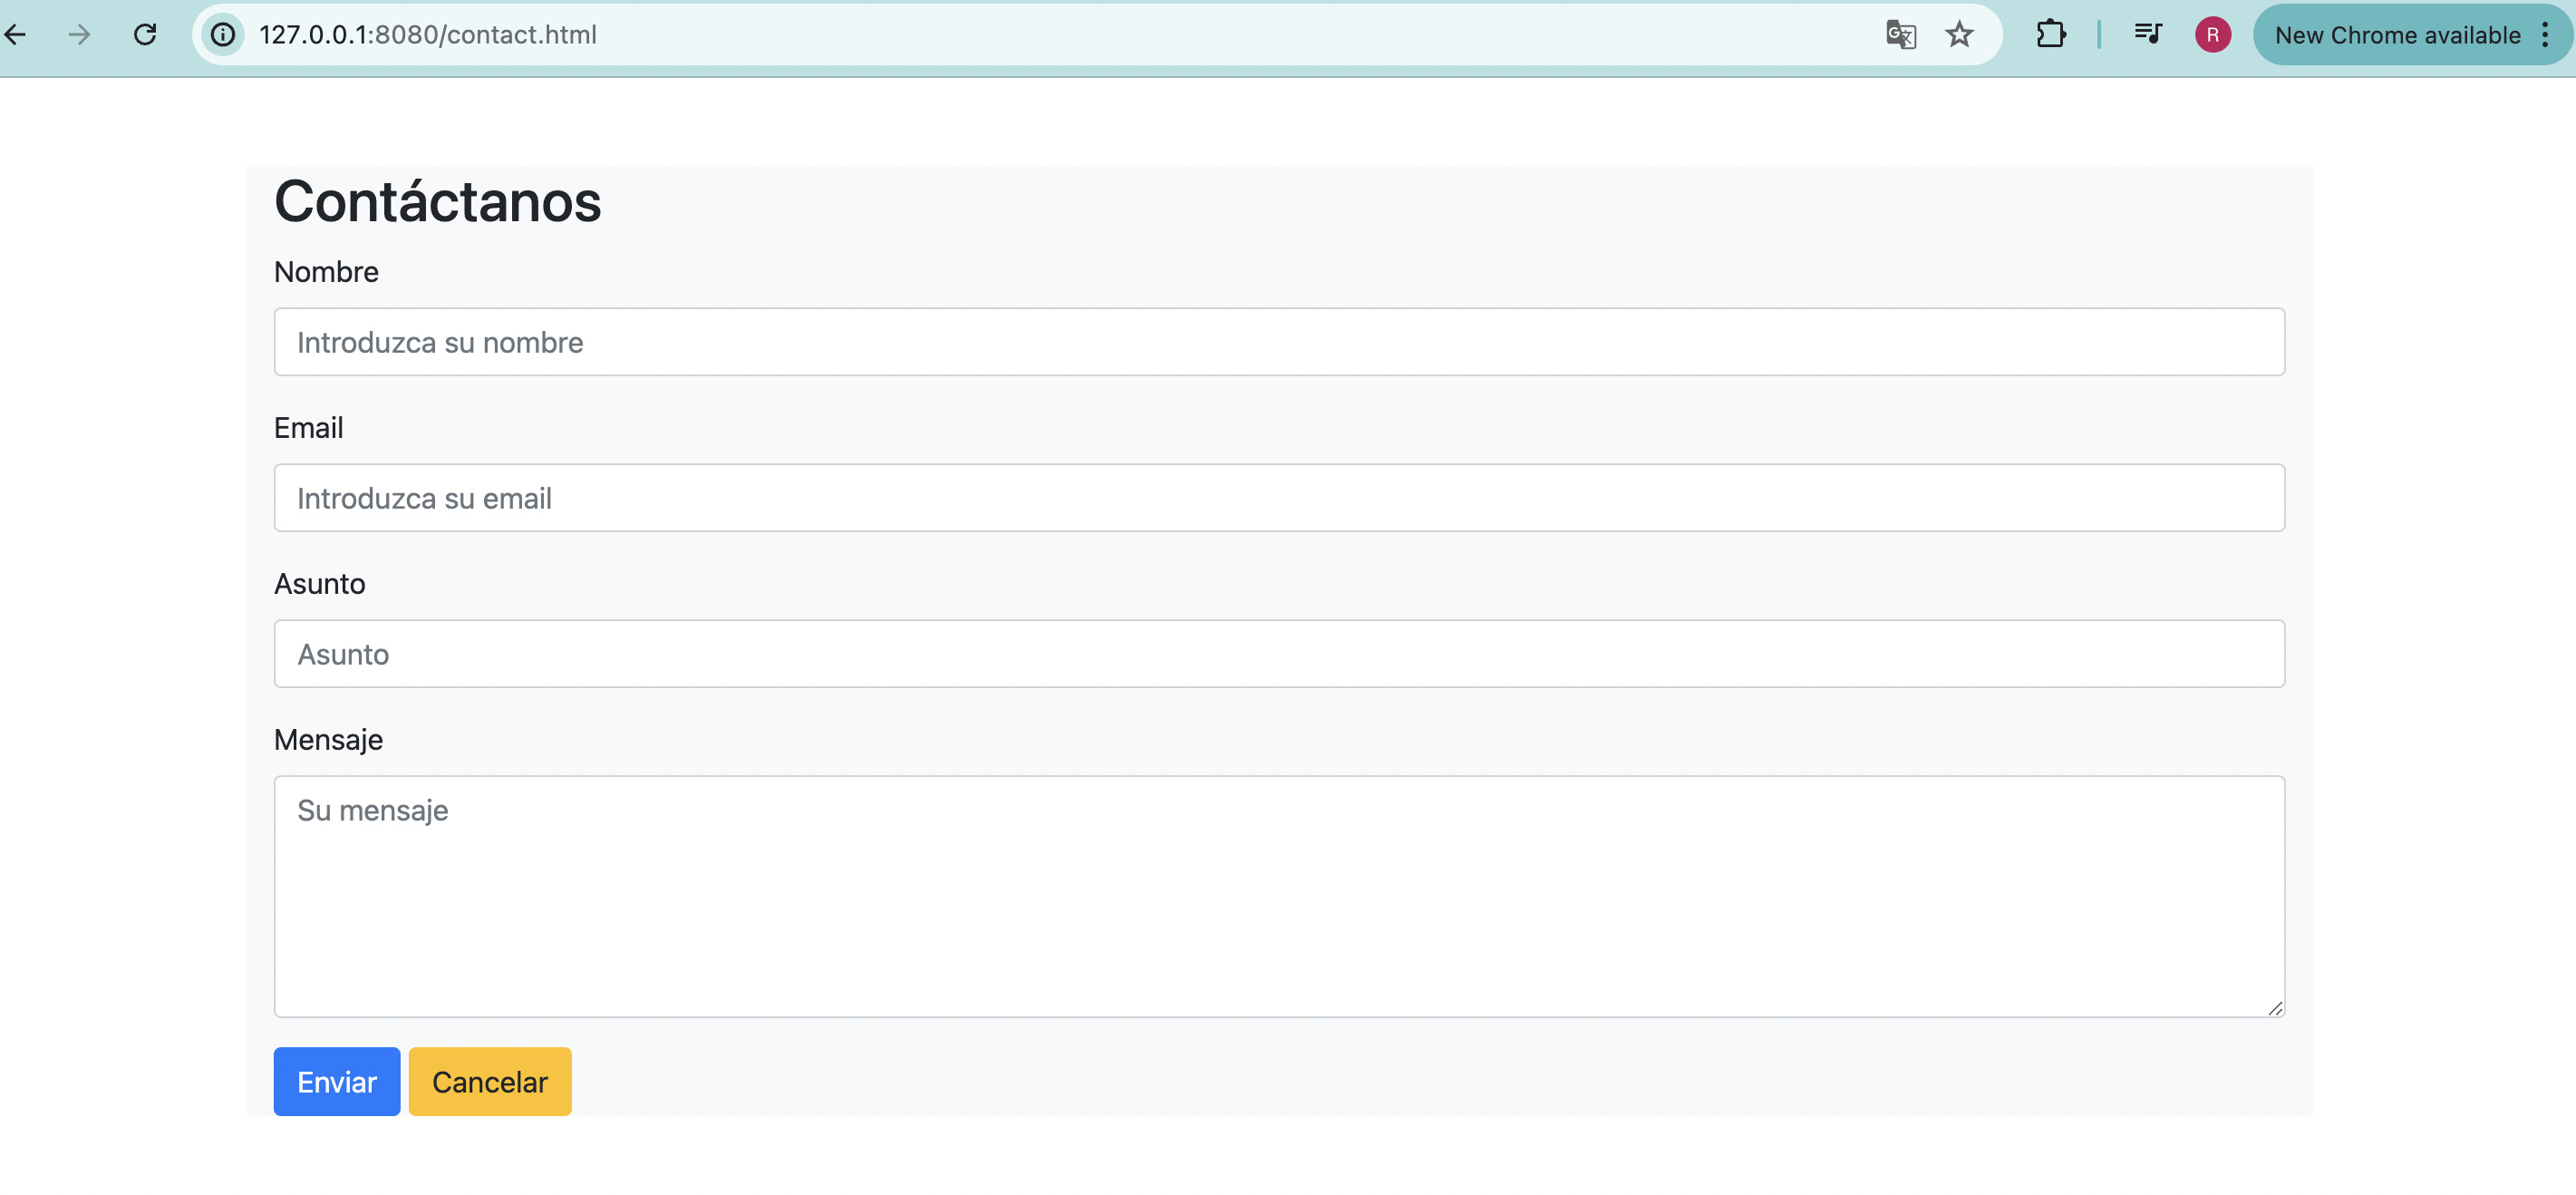 127.0.0.1:8080/contact.html
R
New Chrome available
Contáctanos
Nombre
Introduzca su nombre
Email
Introduzca su email
Asunto
Asunto
Mensaje
Su mensaje
Enviar
Cancelar